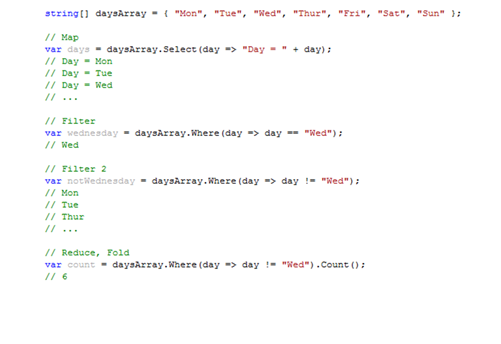 string[] daysArray = { "Mon", "Tue", "Wed", "Thur", "Fri", "Sat", "Sun" };
// Map
var days = daysArray.Select(day => "Day = " + day);
// Day = Mon
// Day = Tue
// Day = Wed
// ...
// Filter
var wednesday = daysArray.Where(day => day == "Wed");
// Wed
// Filter 2
var notWednesday = daysArray.Where(day => day != "Wed");
// Mon
// Tue
// Thur
// ...
// Reduce, Fold
var count = daysArray.Where(day => day != "Wed").Count();
// 6